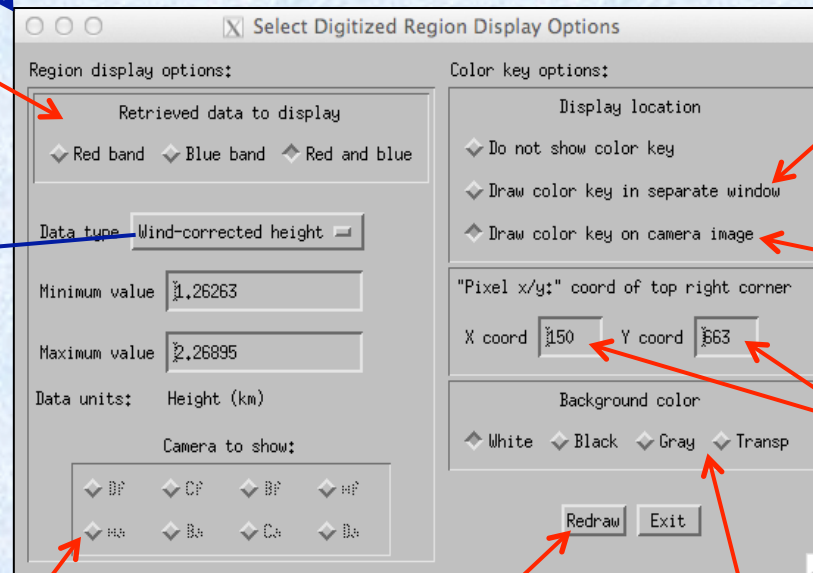 Select Digitized Region Display Options
Region display options:
Retrieved data to display
Red band Blue band Red and blue
Data type Wind-corrected height
Minimum value 1.26263
Maximum value 2.26895
Data units: Height (km)
Camera to show:
Df Cf Bf
Ba Ca Da
Color key options:
Display location
Do not show color key
Draw color key in separate window
Draw color key on camera image
"Pixel x/y:" coord of top right corner
X coord 150 Y coord 663
Background color
White Black Gray Transp
Redraw Exit